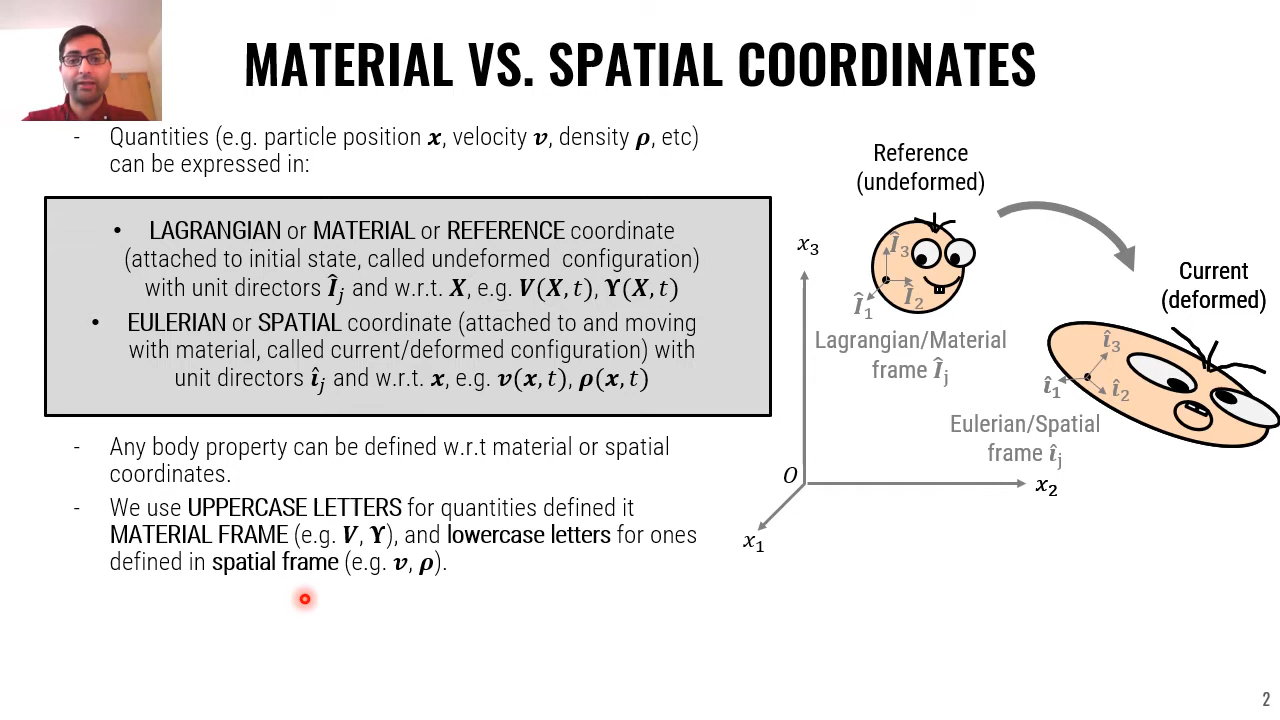 MATERIAL VS. SPATIAL COORDINATES
- Quantities (e.g. particle position x, velocity v, density ρ, etc)
can be expressed in:
• LAGRANGIAN or MATERIAL or REFERENCE coordinate
(attached to initial state, called undeformed configuration)
with unit directors Î_j and w.r.t. X, e.g. V(X, t), ϒ(X, t)
• EULERIAN or SPATIAL coordinate (attached to and moving
with material, called current/deformed configuration) with
unit directors î_j and w.r.t. x, e.g. v(x, t), ρ(x, t)
- Any body property can be defined w.r.t material or spatial
coordinates.
- We use UPPERCASE LETTERS for quantities defined it
MATERIAL FRAME (e.g. V, ϒ), and lowercase letters for ones
defined in spatial frame (e.g. v, ρ).
Reference
(undeformed)
x₃
Î₃
Î₂
Î₁
Lagrangian/Material
frame Î_j
Current
(deformed)
î₃
î₁
î₂
Eulerian/Spatial
frame î_j
O
x₂
x₁
2